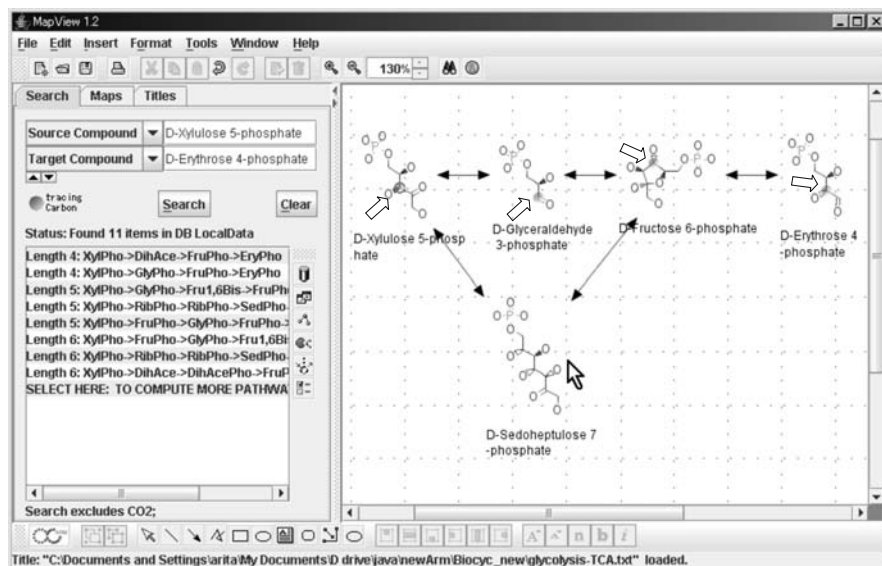 MapView 1.2
File Edit Insert Format Tools Window Help
130%
Search Maps Titles
Source Compound D-Xylulose 5-phosphate
Target Compound D-Erythrose 4-phosphate
tracing
Carbon
Search Clear
Status: Found 11 items in DB LocalData
Length 4: XylPho->DihAce->FruPho->EryPho
Length 4: XylPho->GlyPho->FruPho->EryPho
Length 5: XylPho->GlyPho->Fru1,6Bis->FruPh
Length 5: XylPho->RibPho->RibPho->SedPho-
Length 5: XylPho->FruPho->GlyPho->FruPho->
Length 6: XylPho->FruPho->GlyPho->Fru1,6Bi
Length 6: XylPho->RibPho->RibPho->SedPho-
Length 6: XylPho->DihAce->DihAcePho->FruP
SELECT HERE: TO COMPUTE MORE PATHWA
Search excludes CO2;
D-Xylulose 5-phosp
hate
D-Glyceraldehyde
3-phosphate
D-Fructose 6-phosphate
D-Erythrose 4
-phosphate
D-Sedoheptulose 7
-phosphate
A+ A- n b i
Title: "C:\Documents and Settings\arita\My Documents\D drive\java\newArm\Biocyc_new\glycolysis-TCA.txt" loaded.